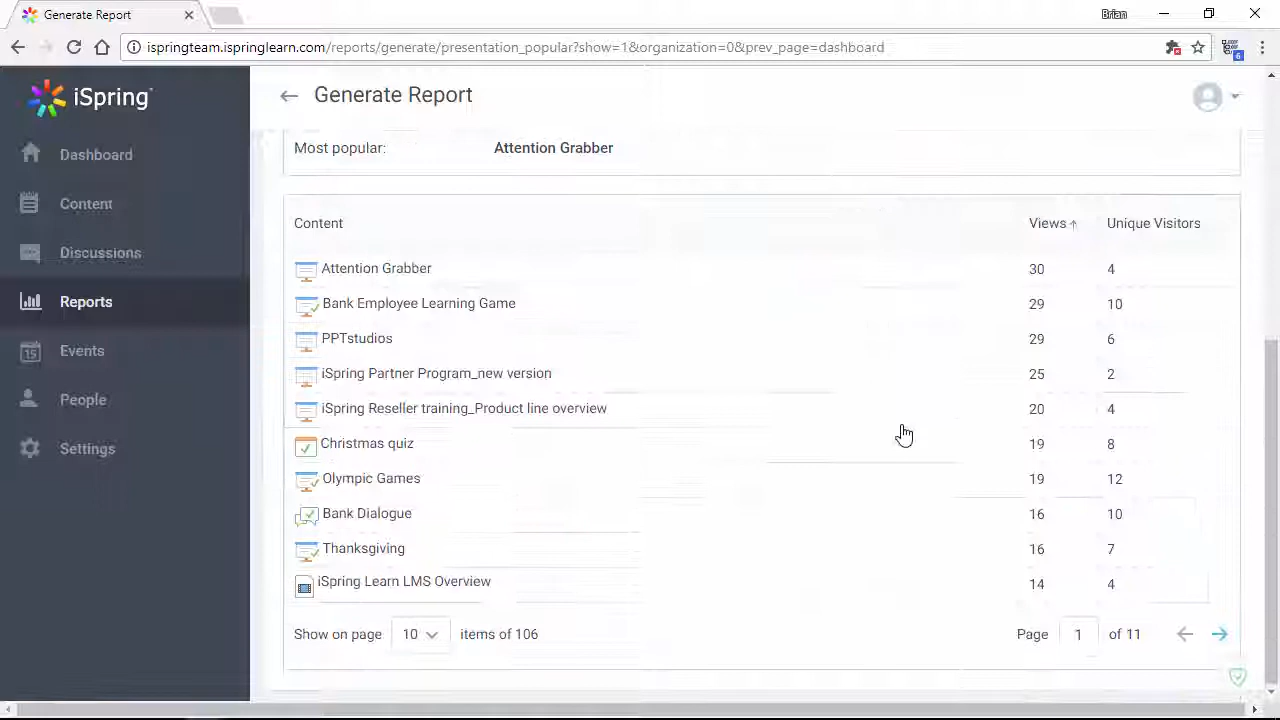 Generate Report
Brian
ispringteam.ispringlearn.com/reports/generate/presentation_popular?show=1&organization=0&prev_page=dashboard
6
iSpring
Generate Report
Dashboard
Content
Discussions
Reports
15
Events
People
Settings
Most popular: Attention Grabber
Content Views Unique Visitors
Attention Grabber 30 4
Bank Employee Learning Game 29 10
PPTstudios 29 6
iSpring Partner Program_new version 25 2
iSpring Reseller training_Product line overview 20 4
Christmas quiz 19 8
Olympic Games 19 12
Bank Dialogue 16 10
Thanksgiving 16 7
iSpring Learn LMS Overview 14 4
Show on page 10 items of 106 Page 1 of 11